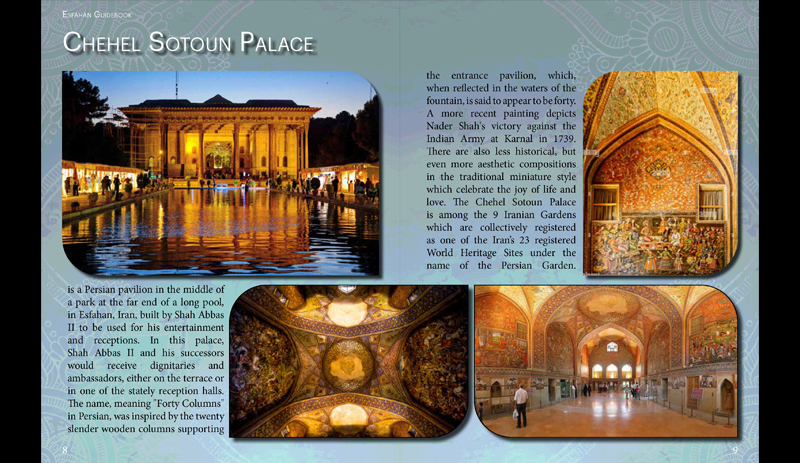 Esfahan Guidebook
Chehel Sotoun Palace
is a Persian pavilion in the middle of
a park at the far end of a long pool,
in Esfahan, Iran, built by Shah Abbas
II to be used for his entertainment
and receptions. In this palace,
Shah Abbas II and his successors
would receive dignitaries and
ambassadors, either on the terrace or
in one of the stately reception halls.
The name, meaning "Forty Columns"
in Persian, was inspired by the twenty
slender wooden columns supporting
the entrance pavilion, which,
when reflected in the waters of the
fountain, is said to appear to be forty.
A more recent painting depicts
Nader Shah's victory against the
Indian Army at Karnal in 1739.
There are also less historical, but
even more aesthetic compositions
in the traditional miniature style
which celebrate the joy of life and
love. The Chehel Sotoun Palace
is among the 9 Iranian Gardens
which are collectively registered
as one of the Iran's 23 registered
World Heritage Sites under the
name of the Persian Garden.
8
9